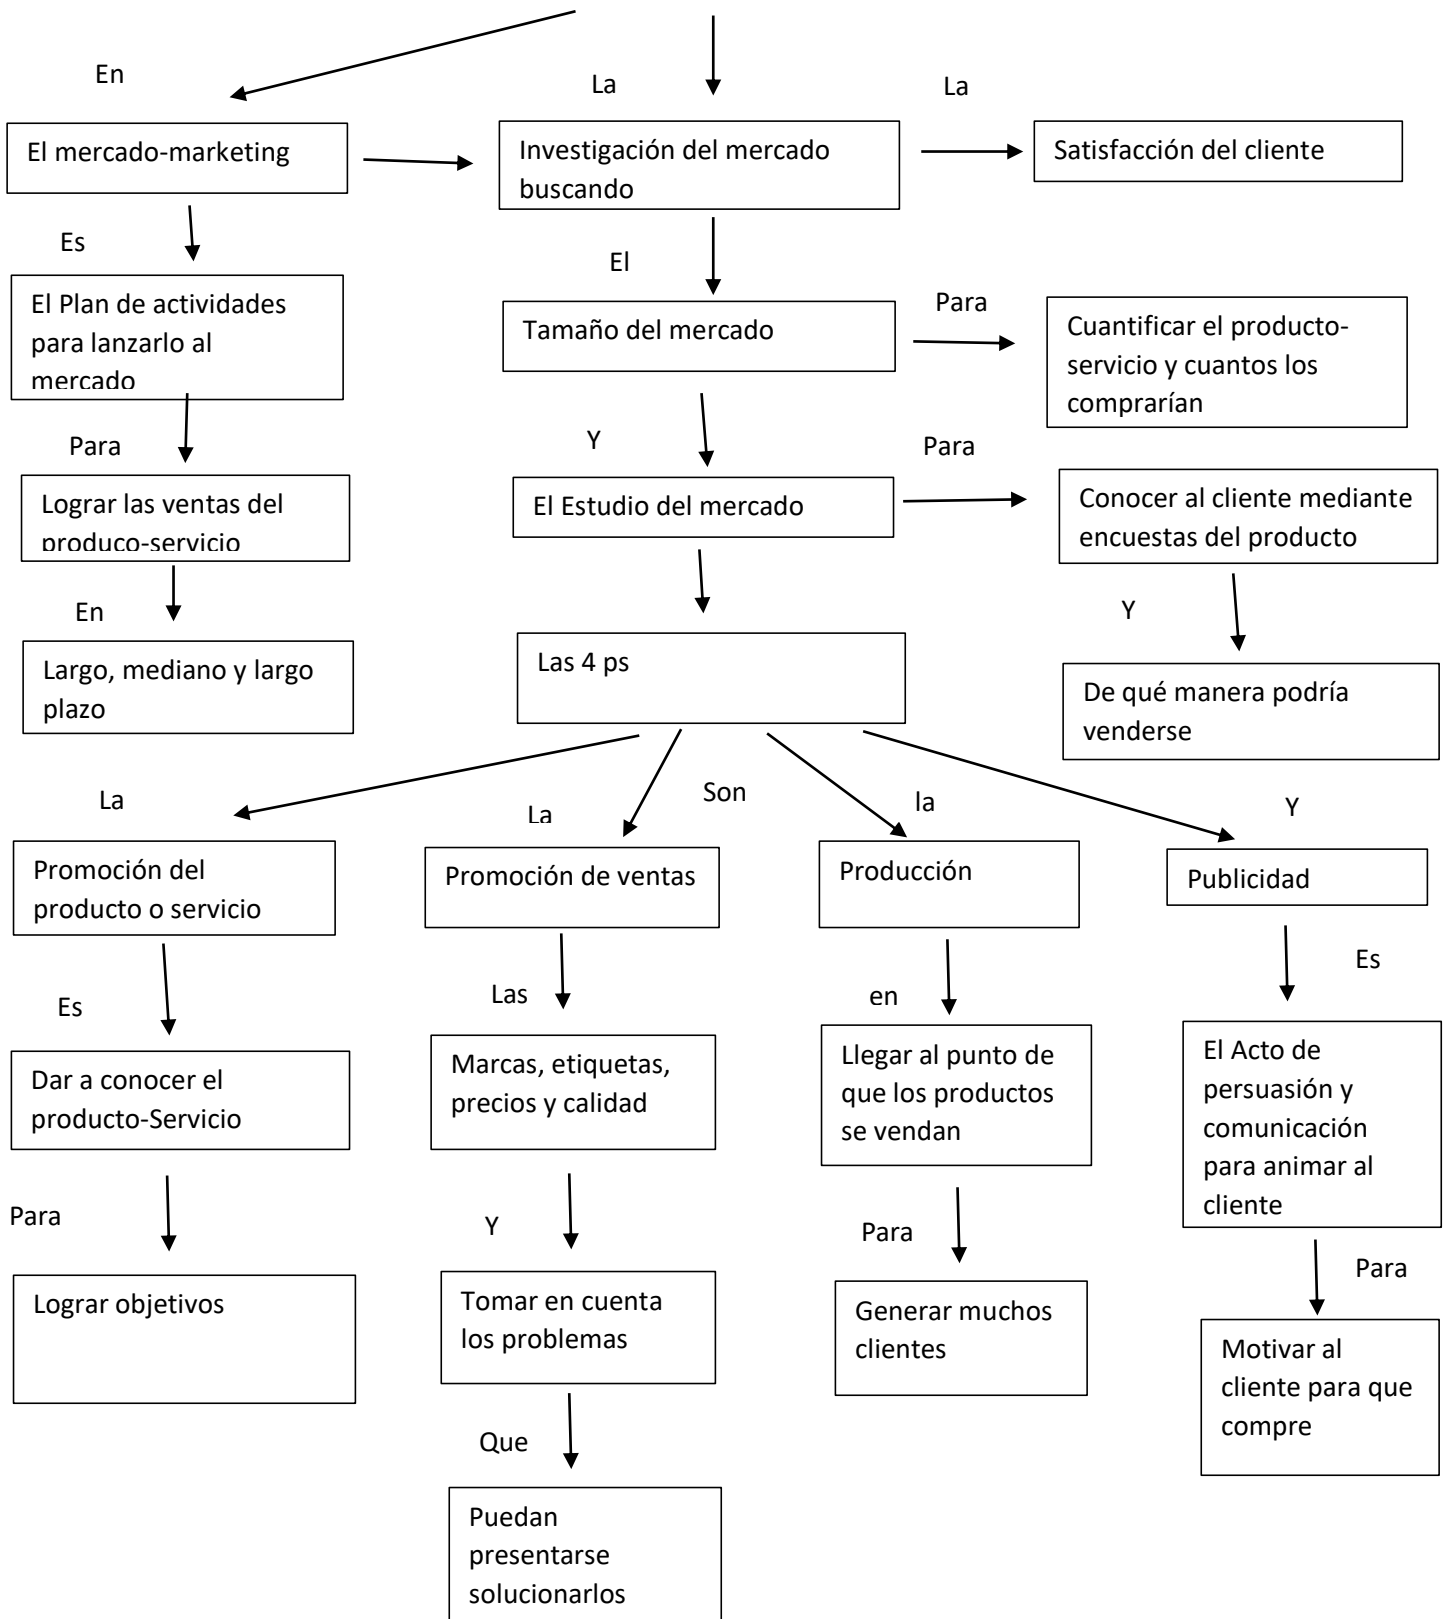 En
La
La
El mercado-marketing
Investigación del mercado
buscando
Satisfacción del cliente
Es
El
El Plan de actividades
para lanzarlo al
mercado
Tamaño del mercado
Para
Cuantificar el producto-
servicio y cuantos los
comprarían
Para
Y
Para
Lograr las ventas del
produco-servicio
El Estudio del mercado
Conocer al cliente mediante
encuestas del producto
En
Y
Largo, mediano y largo
plazo
Las 4 ps
De qué manera podría
venderse
La
La
Son
la
Y
Promoción del
producto o servicio
Promoción de ventas
Producción
Publicidad
Es
Las
en
Es
Dar a conocer el
producto-Servicio
Marcas, etiquetas,
precios y calidad
Llegar al punto de
que los productos
se vendan
El Acto de
persuasión y
comunicación
para animar al
cliente
Para
Y
Para
Para
Lograr objetivos
Tomar en cuenta
los problemas
Generar muchos
clientes
Motivar al
cliente para que
compre
Que
Puedan
presentarse
solucionarlos